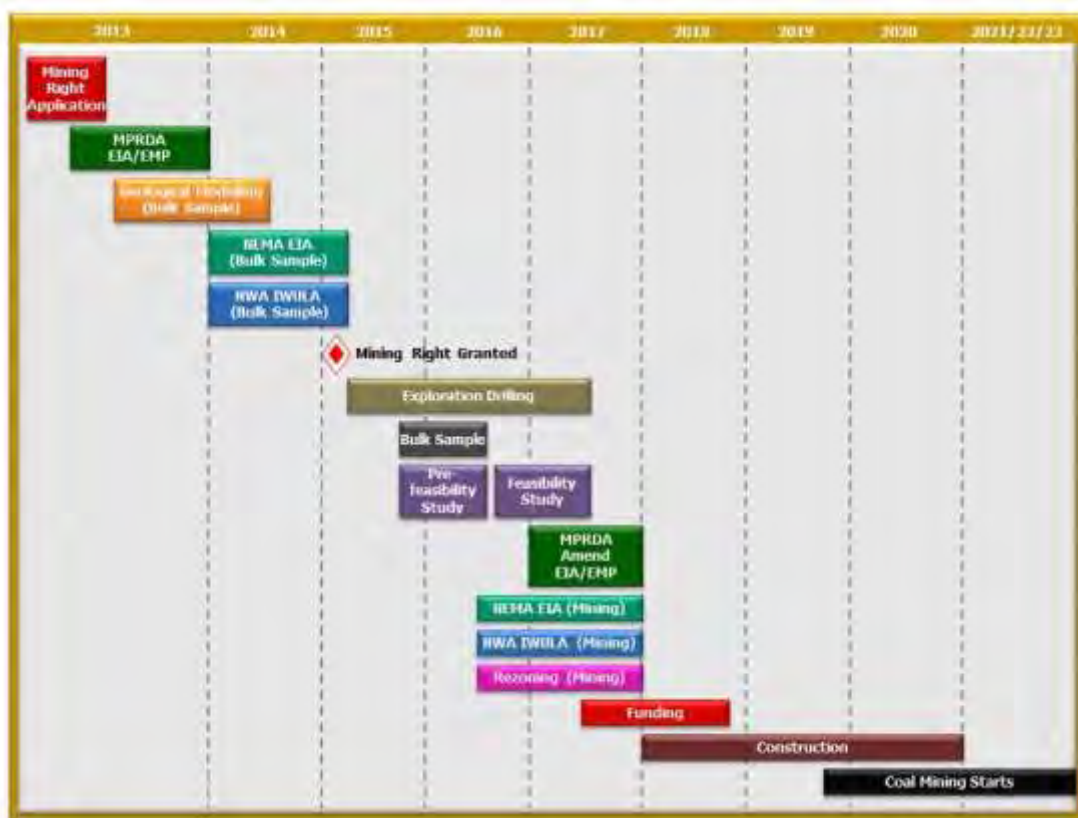 2013 2014 2015 2016 2017 2018 2019 2020 2021/22/23
Mining
Right
Application
MPRDA
EIA/EMP
Geological Modelling
(Bulk Sample)
NEMA EIA
(Bulk Sample)
NWA IWULA
(Bulk Sample)
Mining Right Granted
Exploration Drilling
Bulk Sample
Pre-
feasibility
Study
Feasibility
Study
MPRDA
Amend
EIA/EMP
NEMA EIA (Mining)
NWA IWULA (Mining)
Rezoning (Mining)
Funding
Construction
Coal Mining Starts